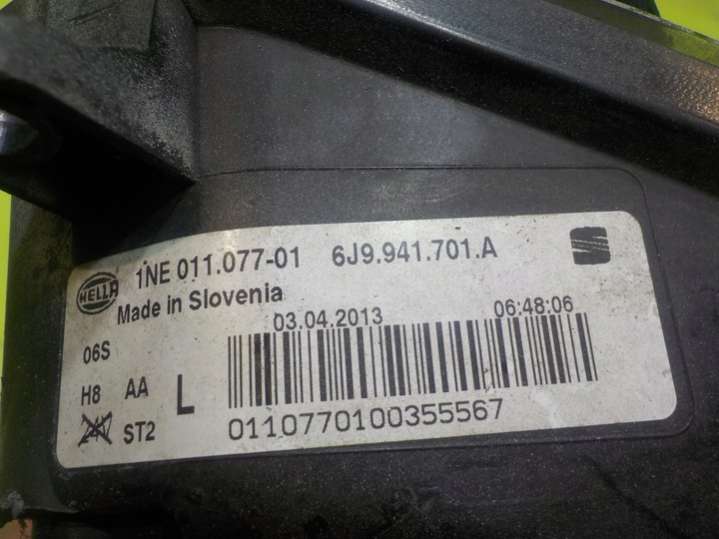 HELLA 1NE 011.077-01 6J9.941.701.A S
Made in Slovenia
03.04.2013 06:48:06
06S
H8 AA L
ST2
0110770100355567